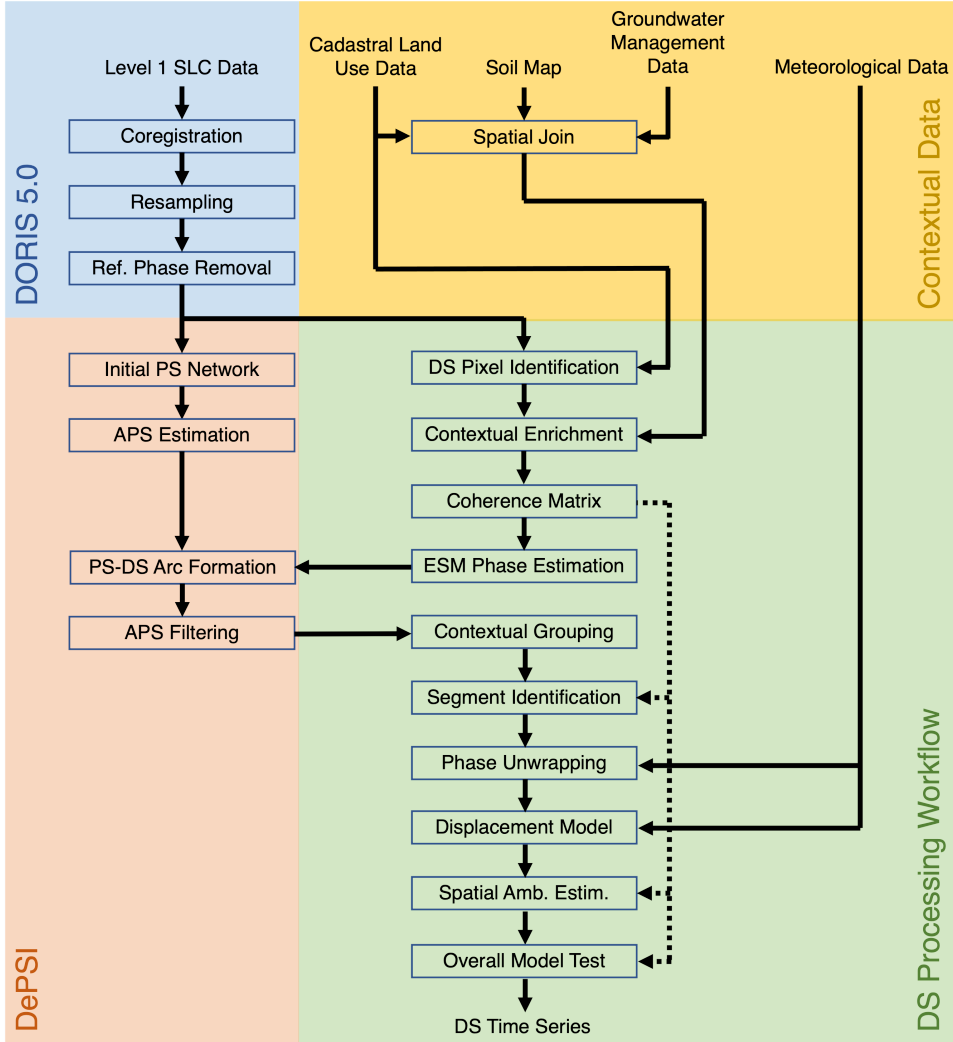 Level 1 SLC Data
Coregistration
Resampling
Ref. Phase Removal
DORIS 5.0
Cadastral Land
Use Data
Soil Map
Groundwater
Management
Data
Meteorological Data
Spatial Join
Contextual Data
Initial PS Network
APS Estimation
PS-DS Arc Formation
APS Filtering
DePSI
DS Pixel Identification
Contextual Enrichment
Coherence Matrix
ESM Phase Estimation
Contextual Grouping
Segment Identification
Phase Unwrapping
Displacement Model
Spatial Amb. Estim.
Overall Model Test
DS Time Series
DS Processing Workflow